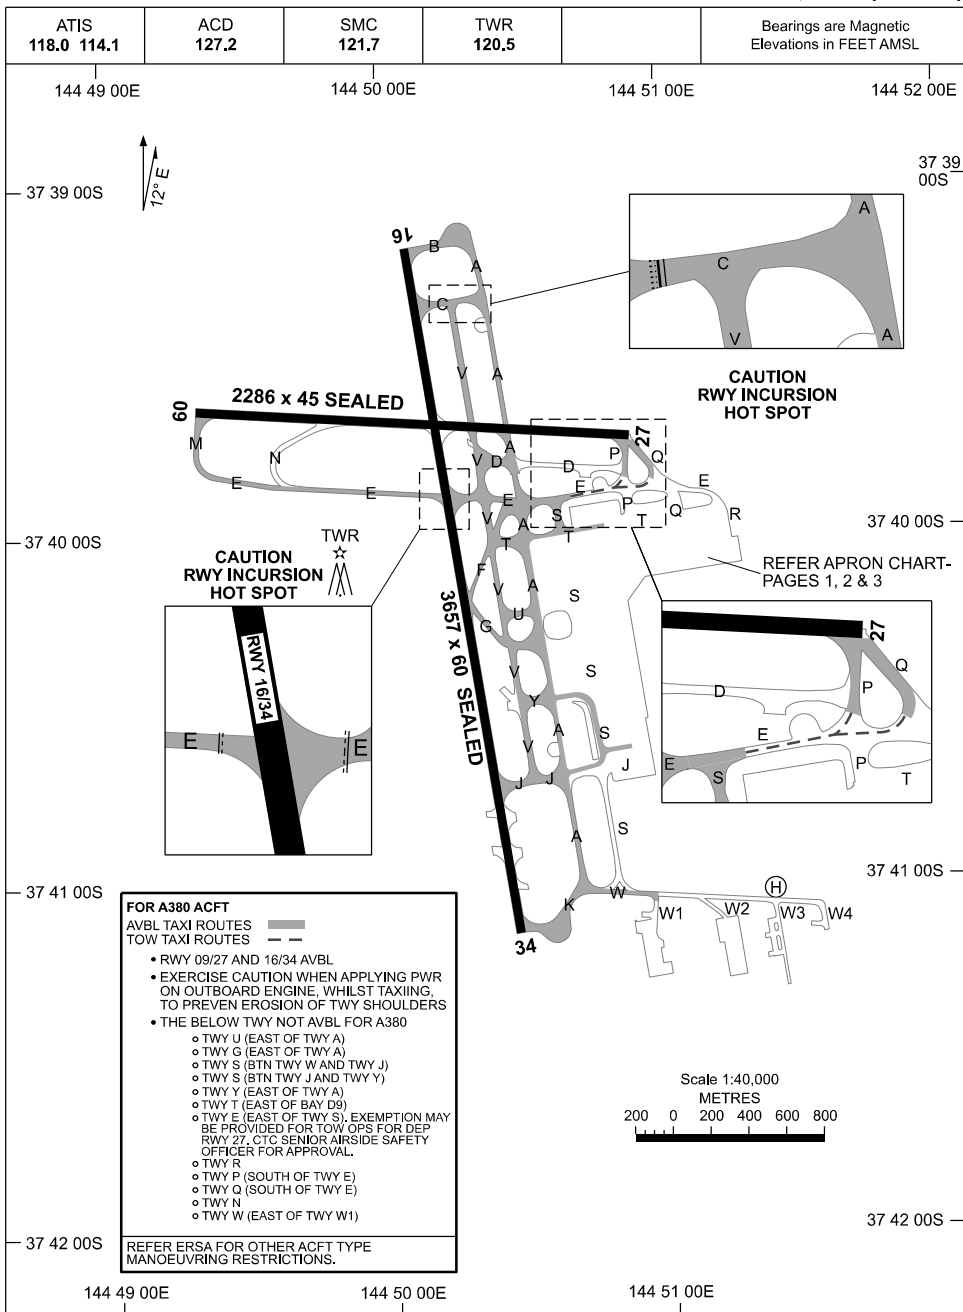 ATIS
118.0 114.1
ACD
127.2
SMC
121.7
TWR
120.5
Bearings are Magnetic
Elevations in FEET AMSL
144 49 00E
144 50 00E
144 51 00E
144 52 00E
37 39 00S
12° E
37 39
00S
16
B
A
C
V
A
A
C
V
A
CAUTION
RWY INCURSION
HOT SPOT
09
2286 x 45 SEALED
27
M
N
E
E
V
D
A
D
P
Q
E
E
E
V
A
S
T
T
P
T
Q
R
37 40 00S
37 40 00S
TWR
CAUTION
RWY INCURSION
HOT SPOT
T
F
V
A
S
U
G
REFER APRON CHART-
PAGES 1, 2 & 3
3657 x 60 SEALED
RWY 16/34
E
E
V
S
Y
V
A
S
J
J
J
27
Q
P
D
E
E
S
P
T
A
S
37 41 00S
37 41 00S
K
W
W1
W2
H
W3
W4
34
FOR A380 ACFT
AVBL TAXI ROUTES
TOW TAXI ROUTES
• RWY 09/27 AND 16/34 AVBL
• EXERCISE CAUTION WHEN APPLYING PWR
ON OUTBOARD ENGINE, WHILST TAXIING,
TO PREVEN EROSION OF TWY SHOULDERS
• THE BELOW TWY NOT AVBL FOR A380
o TWY U (EAST OF TWY A)
o TWY G (EAST OF TWY A)
o TWY S (BTN TWY W AND TWY J)
o TWY S (BTN TWY J AND TWY Y)
o TWY Y (EAST OF TWY A)
o TWY T (EAST OF BAY D9)
o TWY E (EAST OF TWY S). EXEMPTION MAY
BE PROVIDED FOR TOW OPS FOR DEP
RWY 27. CTC SENIOR AIRSIDE SAFETY
OFFICER FOR APPROVAL.
o TWY R
o TWY P (SOUTH OF TWY E)
o TWY Q (SOUTH OF TWY E)
o TWY N
o TWY W (EAST OF TWY W1)
REFER ERSA FOR OTHER ACFT TYPE
MANOEUVRING RESTRICTIONS.
Scale 1:40,000
METRES
200 0 200 400 600 800
37 42 00S
37 42 00S
144 49 00E
144 50 00E
144 51 00E